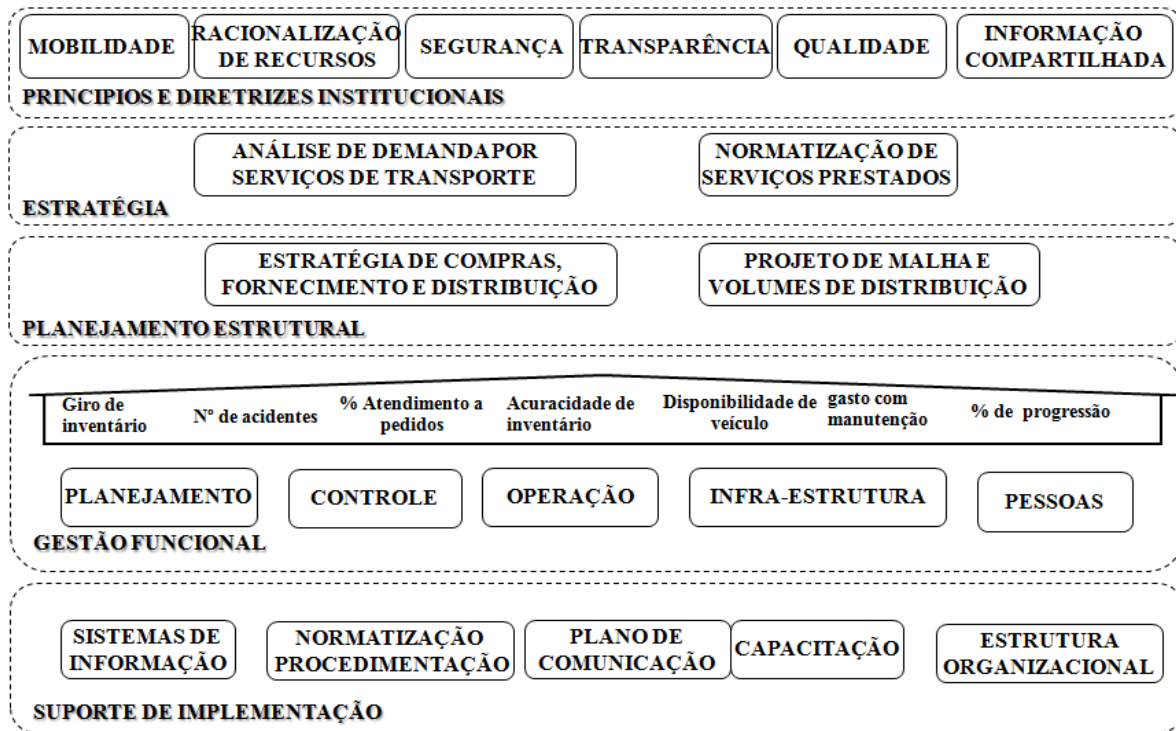 MOBILIDADE
RACIONALIZAÇÃO
DE RECURSOS
SEGURANÇA
TRANSPARÊNCIA
QUALIDADE
INFORMAÇÃO
COMPARTILHADA
PRINCIPIOS E DIRETRIZES INSTITUCIONAIS
ANÁLISE DE DEMANDA POR
SERVIÇOS DE TRANSPORTE
NORMATIZAÇÃO DE
SERVIÇOS PRESTADOS
ESTRATÉGIA
ESTRATÉGIA DE COMPRAS,
FORNECIMENTO E DISTRIBUIÇÃO
PROJETO DE MALHA E
VOLUMES DE DISTRIBUIÇÃO
PLANEJAMENTO ESTRUTURAL
Giro de
inventário
Nº de acidentes
% Atendimento a
pedidos
Acuracidade de
inventário
Disponibilidade de
veículo
gasto com
manutenção
% de progressão
PLANEJAMENTO
CONTROLE
OPERAÇÃO
INFRA-ESTRUTURA
PESSOAS
GESTÃO FUNCIONAL
SISTEMAS DE
INFORMAÇÃO
NORMATIZAÇÃO
PROCEDIMENTAÇÃO
PLANO DE
COMUNICAÇÃO
CAPACITAÇÃO
ESTRUTURA
ORGANIZACIONAL
SUPORTE DE IMPLEMENTAÇÃO